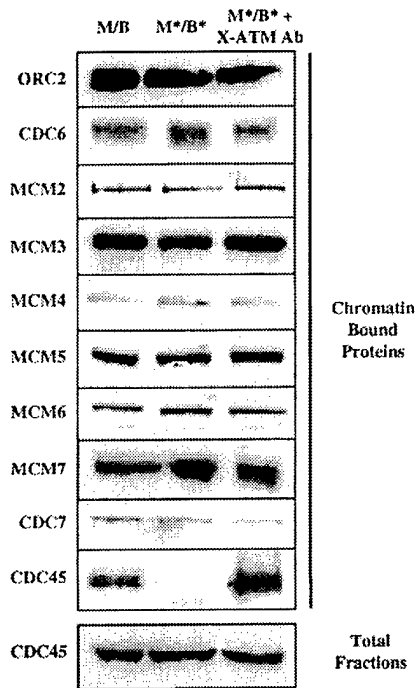 M/B M*/B* M*/B* +
X-ATM Ab
ORC2
CDC6
MCM2
MCM3
MCM4
MCM5
MCM6
MCM7
CDC7
CDC45
Chromatin
Bound
Proteins
CDC45
Total
Fractions